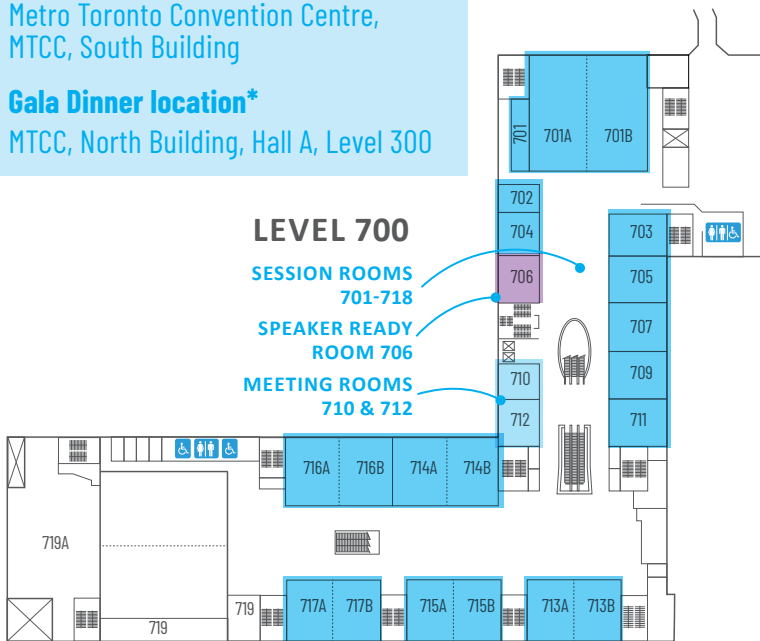 Metro Toronto Convention Centre,
MTCC, South Building
Gala Dinner location*
MTCC, North Building, Hall A, Level 300
LEVEL 700
SESSION ROOMS
701-718
SPEAKER READY
ROOM 706
MEETING ROOMS
710 & 712
701
701A
701B
702
704
706
710
712
703
705
707
709
711
716A
716B
714A
714B
719A
719
719
717A
717B
715A
715B
713A
713B